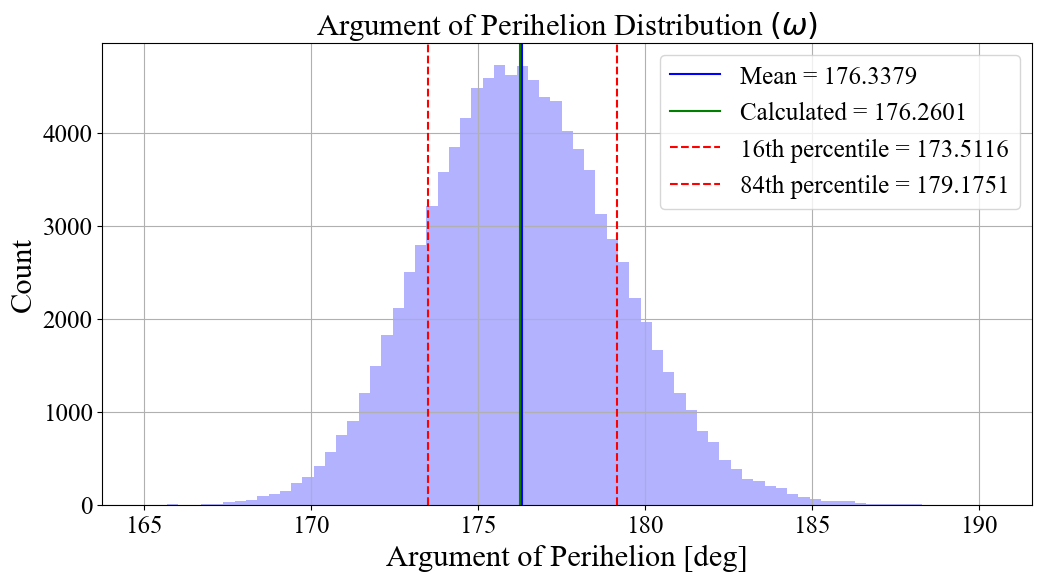 Argument of Perihelion Distribution (ω)
Mean = 176.3379
Calculated = 176.2601
16th percentile = 173.5116
84th percentile = 179.1751
4000
3000
2000
1000
0
Count
165 170 175 180 185 190
Argument of Perihelion [deg]